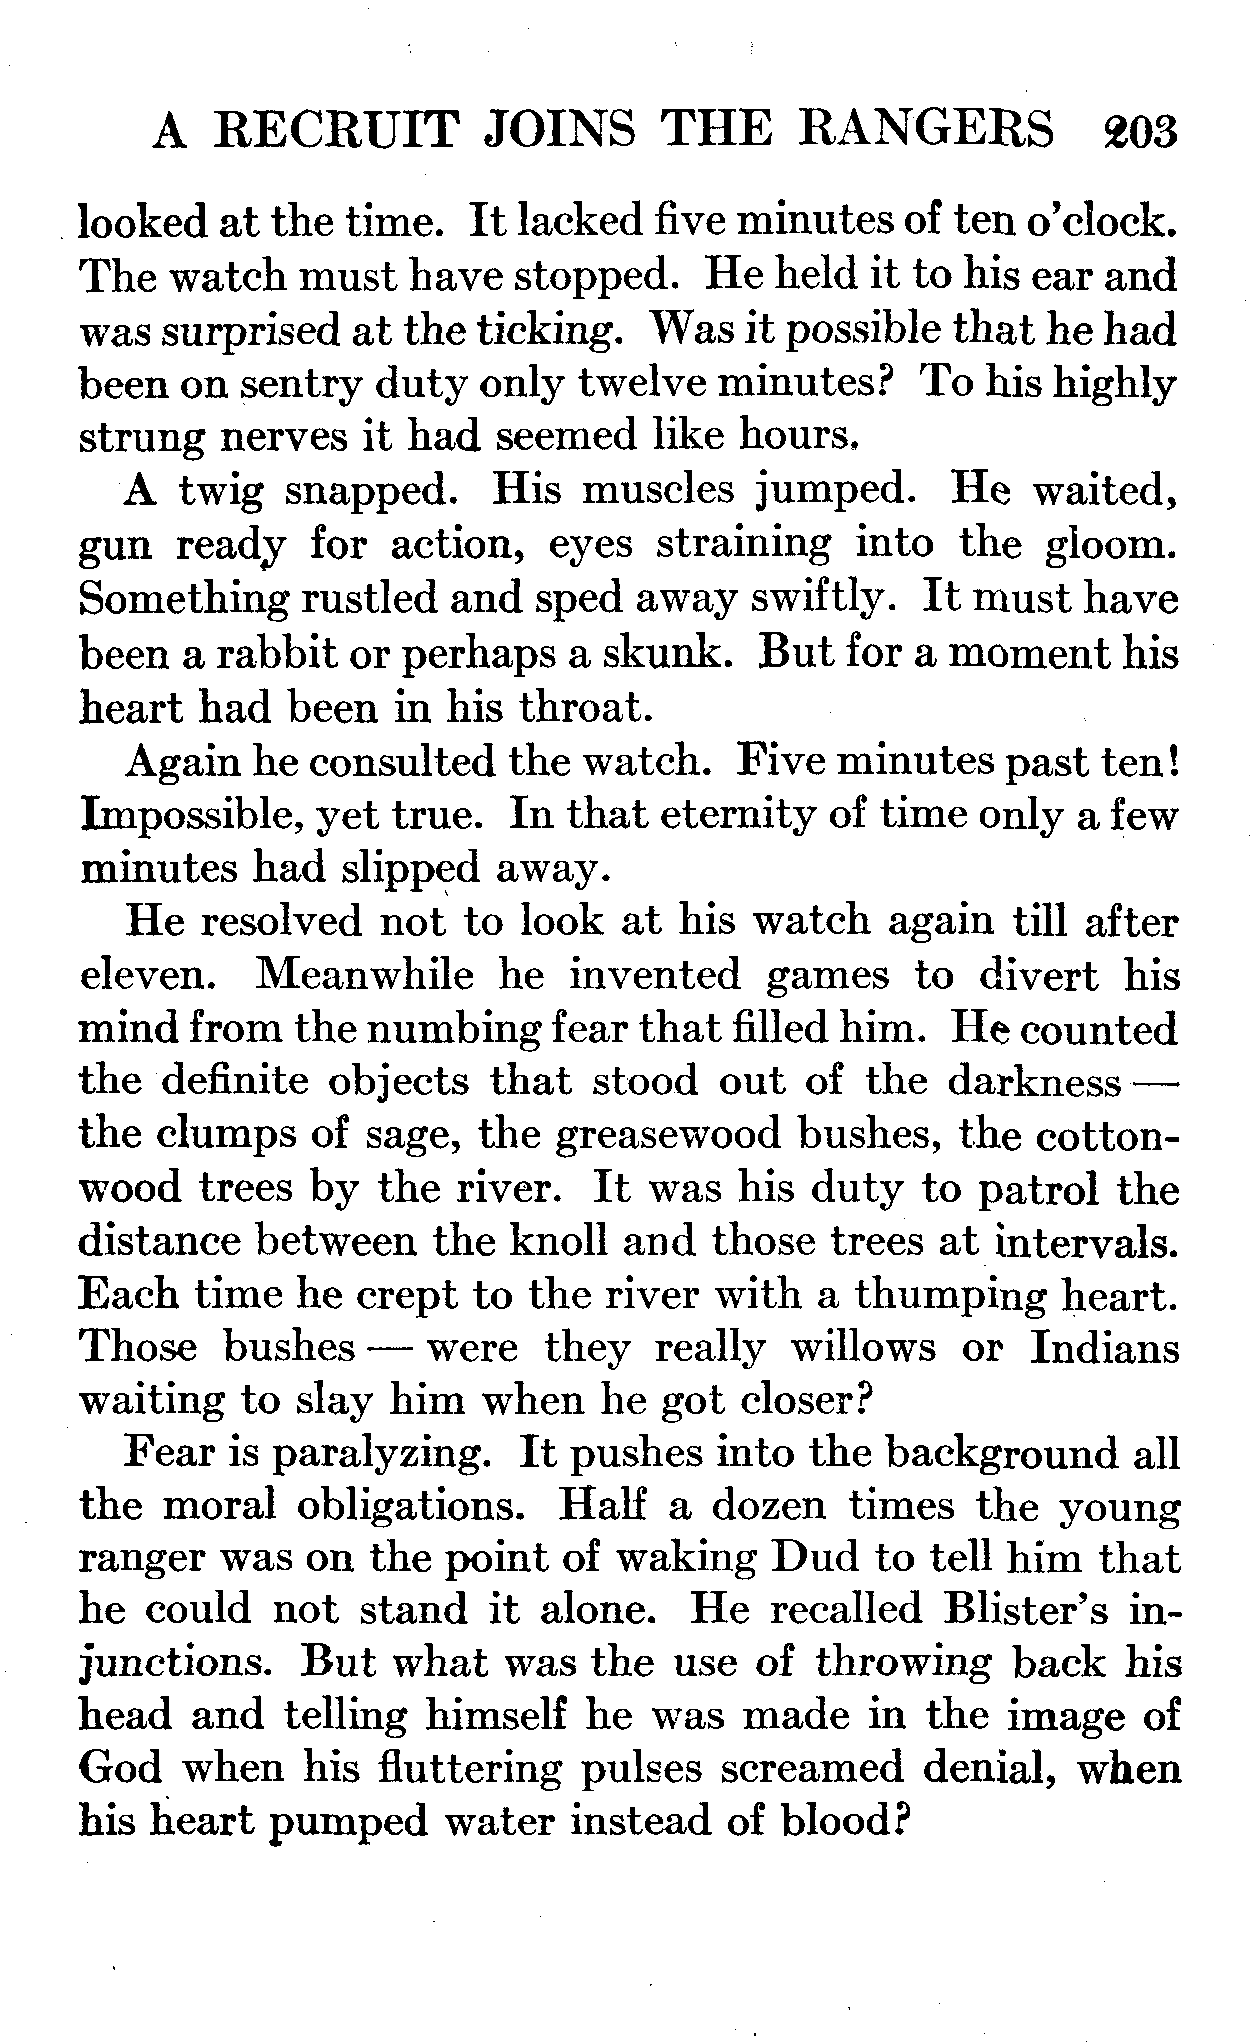 A RECRUIT JOINS THE RANGERS 203
looked at the time. It lacked five minutes of ten o'clock.
The watch must have stopped. He held it to his ear and
was surprised at the ticking. Was it possible that he had
been on sentry duty only twelve minutes? To his highly
strung nerves it had seemed like hours.
A twig snapped. His muscles jumped. He waited,
gun ready for action, eyes straining into the gloom.
Something rustled and sped away swiftly. It must have
been a rabbit or perhaps a skunk. But for a moment his
heart had been in his throat.
Again he consulted the watch. Five minutes past ten!
Impossible, yet true. In that eternity of time only a few
minutes had slipped away.
He resolved not to look at his watch again till after
eleven. Meanwhile he invented games to divert his
mind from the numbing fear that filled him. He counted
the definite objects that stood out of the darkness —
the clumps of sage, the greasewood bushes, the cotton-
wood trees by the river. It was his duty to patrol the
distance between the knoll and those trees at intervals.
Each time he crept to the river with a thumping heart.
Those bushes — were they really willows or Indians
waiting to slay him when he got closer?
Fear is paralyzing. It pushes into the background all
the moral obligations. Half a dozen times the young
ranger was on the point of waking Dud to tell him that
he could not stand it alone. He recalled Blister's in-
junctions. But what was the use of throwing back his
head and telling himself he was made in the image of
God when his fluttering pulses screamed denial, when
his heart pumped water instead of blood?